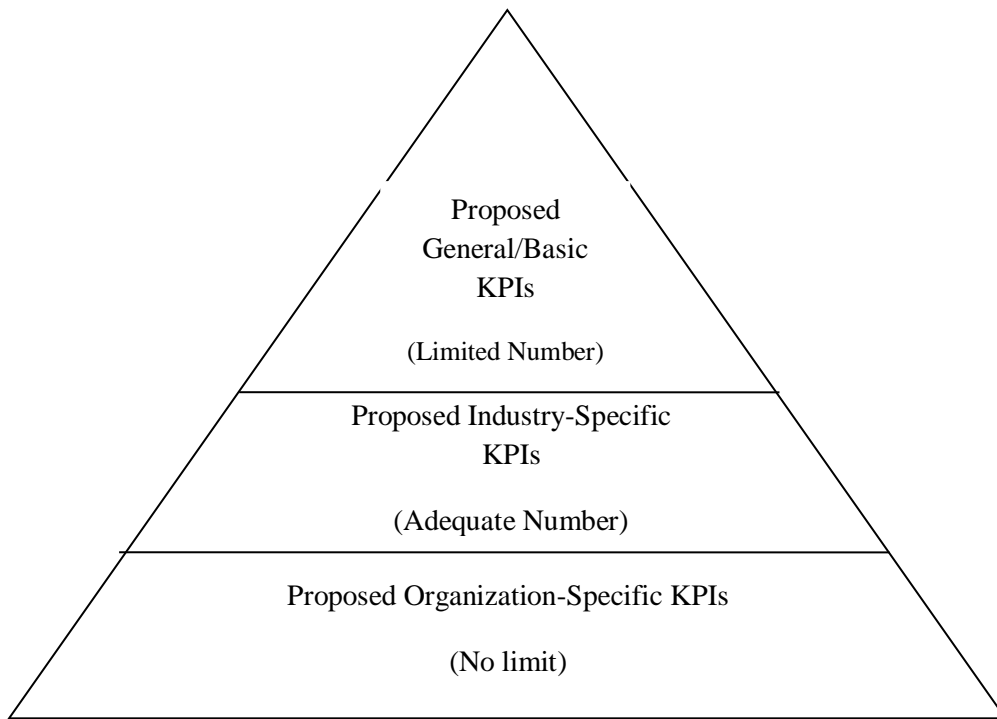 Proposed
General/Basic
KPIs
(Limited Number)
Proposed Industry-Specific
KPIs
(Adequate Number)
Proposed Organization-Specific KPIs
(No limit)